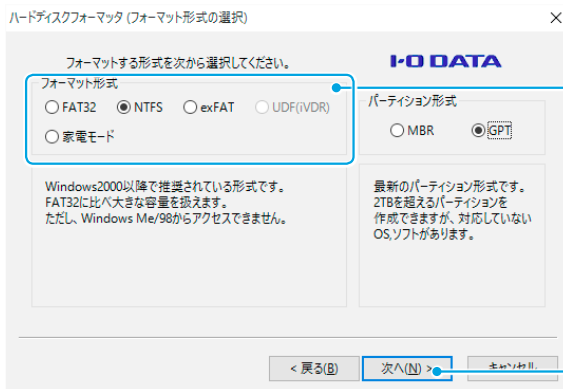 ハードディスクフォーマッタ (フォーマット形式の選択)
フォーマットする形式を次から選択してください。
I-O DATA
フォーマット形式
FAT32 NTFS exFAT UDF(iVDR)
家電モード
パーティション形式
MBR GPT
Windows2000以降で推奨されている形式です。
FAT32に比べ大きな容量を扱えます。
ただし、Windows Me/98からアクセスできません。
最新のパーティション形式です。
2TBを超えるパーティションを
作成できますが、対応していない
OS,ソフトがあります。
< 戻る(B) 次へ(N) > キャンセル